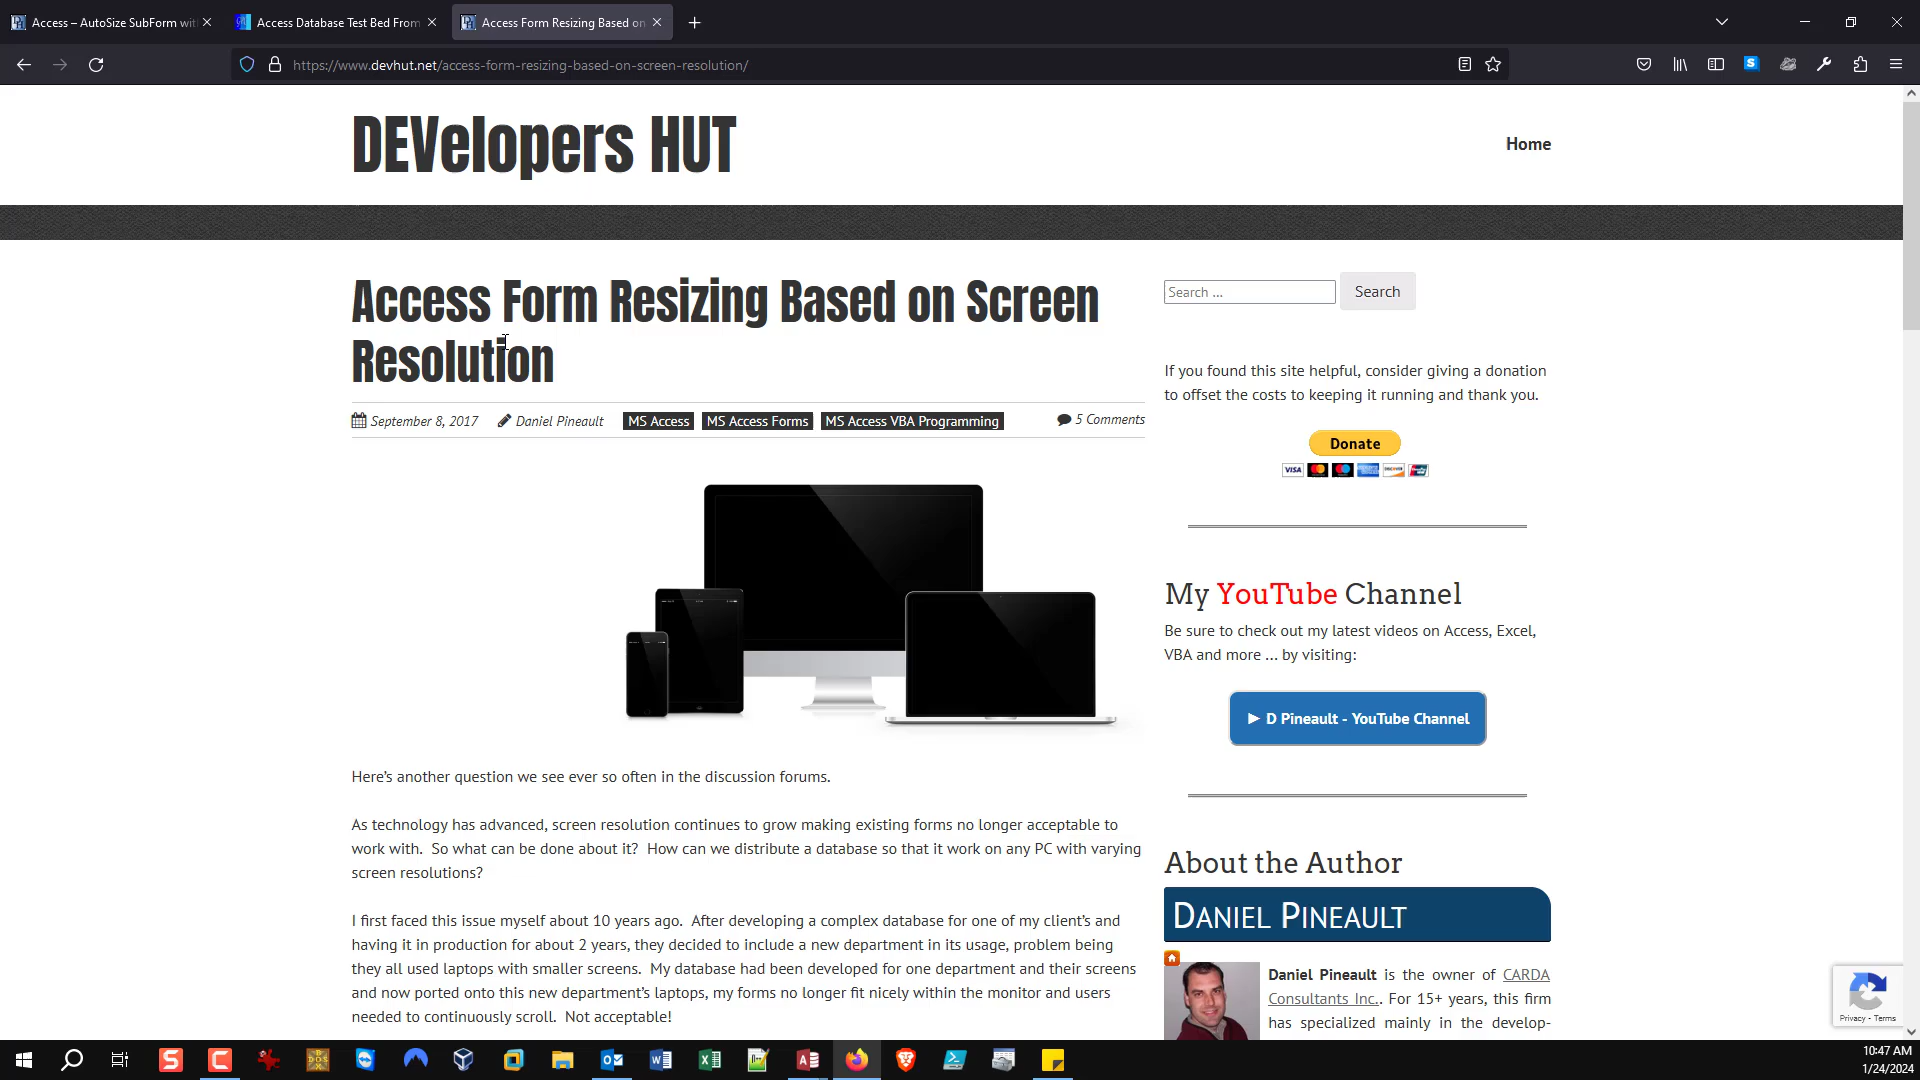 Access – AutoSize SubForm wit
Access Database Test Bed From
Access Form Resizing Based on
https://www.devhut.net/access-form-resizing-based-on-screen-resolution/
DEVelopers HUT
Home
Access Form Resizing Based on Screen
Resolution
September 8, 2017
Daniel Pineault
MS Access
MS Access Forms
MS Access VBA Programming
5 Comments
Here’s another question we see ever so often in the discussion forums.
As technology has advanced, screen resolution continues to grow making existing forms no longer acceptable to
work with.  So what can be done about it?  How can we distribute a database so that it work on any PC with varying
screen resolutions?
I first faced this issue myself about 10 years ago.  After developing a complex database for one of my client’s and
having it in production for about 2 years, they decided to include a new department in its usage, problem being
they all used laptops with smaller screens.  My database had been developed for one department and their screens
and now ported onto this new department’s laptops, my forms no longer fit nicely within the monitor and users
needed to continuously scroll.  Not acceptable!
Search …
Search
If you found this site helpful, consider giving a donation
to offset the costs to keeping it running and thank you.
Donate
VISA
My YouTube Channel
Be sure to check out my latest videos on Access, Excel,
VBA and more … by visiting:
► D Pineault - YouTube Channel
About the Author
DANIEL PINEAULT
Daniel Pineault is the owner of CARDA
Consultants Inc.. For 15+ years, this firm
has specialized mainly in the develop-
Privacy - Terms
10:47 AM
1/24/2024